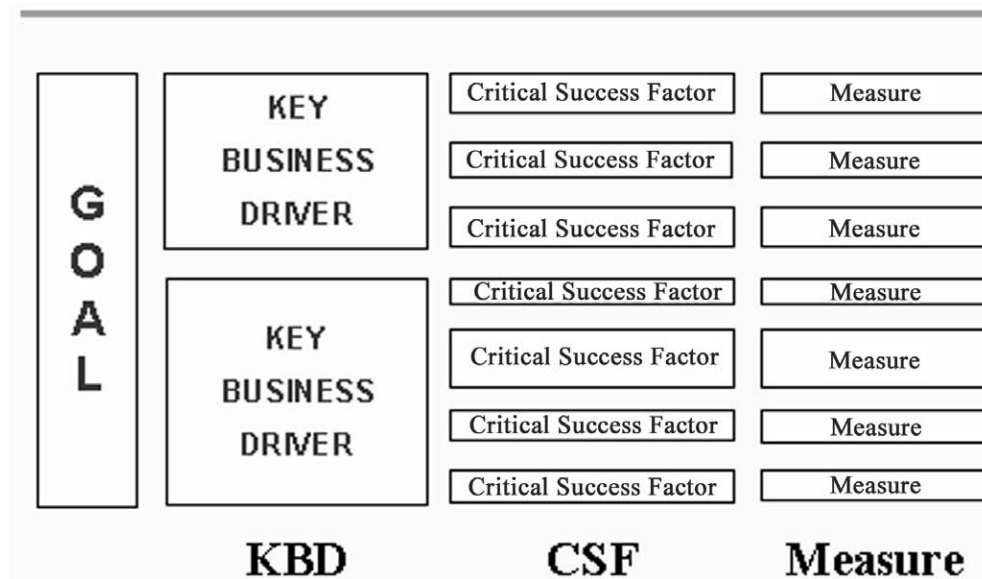 GOAL
KEY
BUSINESS
DRIVER
Critical Success Factor
Measure
Critical Success Factor
Measure
Critical Success Factor
Measure
KEY
BUSINESS
DRIVER
Critical Success Factor
Measure
Critical Success Factor
Measure
Critical Success Factor
Measure
Critical Success Factor
Measure
KBD
CSF
Measure